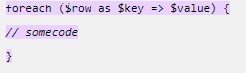 foreach ($row as $key => $value) {
// somecode
}